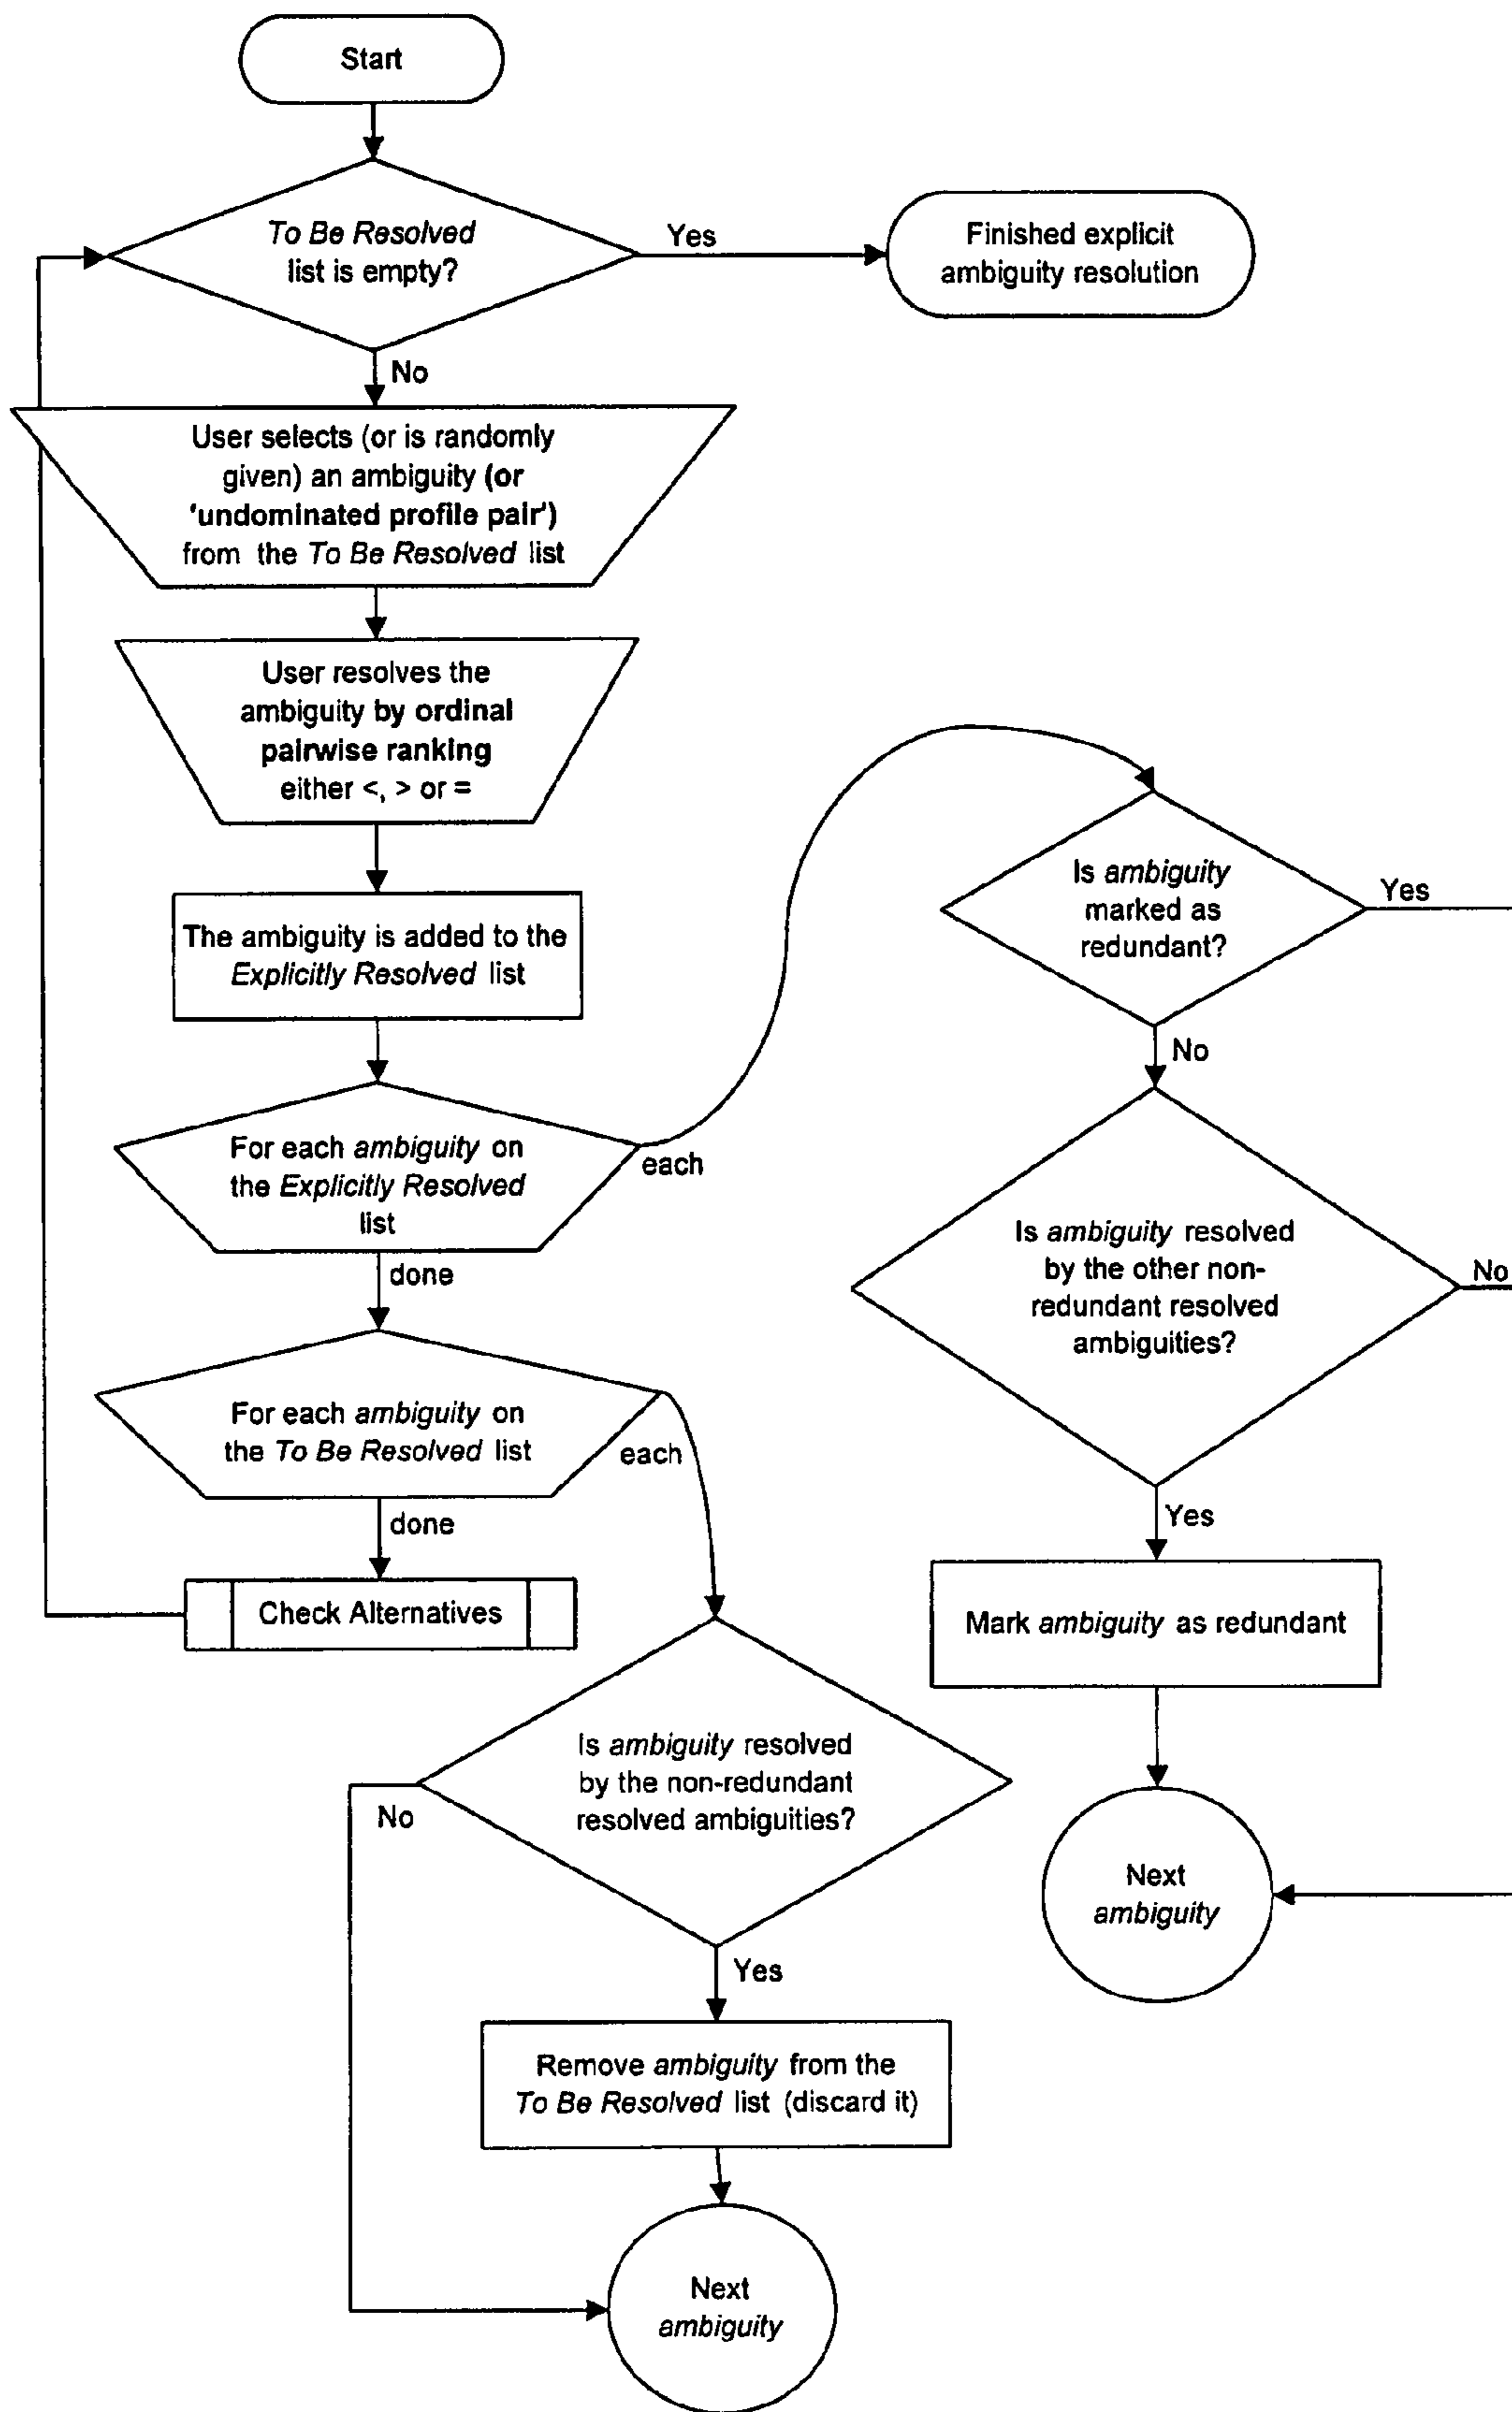 Start
To Be Resolved
list is empty?
Yes
Finished explicit
ambiguity resolution
No
User selects (or is randomly
given) an ambiguity (or
'undominated profile pair')
from the To Be Resolved list
User resolves the
ambiguity by ordinal
pairwise ranking
either <, > or =
The ambiguity is added to the
Explicitly Resolved list
For each ambiguity on
the Explicitly Resolved
list
each
done
For each ambiguity on
the To Be Resolved list
each
done
Check Alternatives
Is ambiguity
marked as
redundant?
Yes
No
Is ambiguity resolved
by the other non-
redundant resolved
ambiguities?
No
Yes
Mark ambiguity as redundant
Next
ambiguity
Is ambiguity resolved
by the non-redundant
resolved ambiguities?
No
Yes
Remove ambiguity from the
To Be Resolved list (discard it)
Next
ambiguity